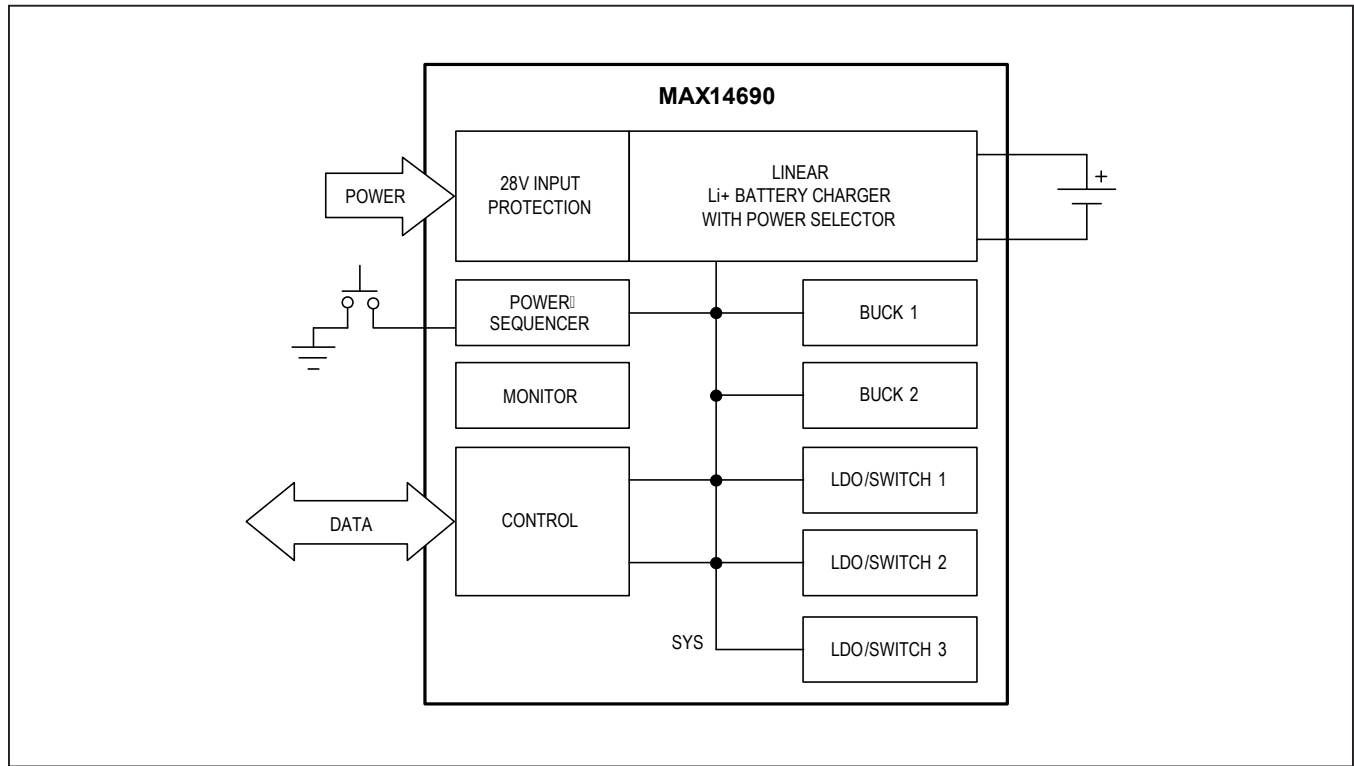 MAX14690
POWER
28V INPUT
PROTECTION
LINEAR
Li+ BATTERY CHARGER
WITH POWER SELECTOR
+
POWER
SEQUENCER
BUCK 1
MONITOR
BUCK 2
DATA
CONTROL
LDO/SWITCH 1
LDO/SWITCH 2
SYS
LDO/SWITCH 3